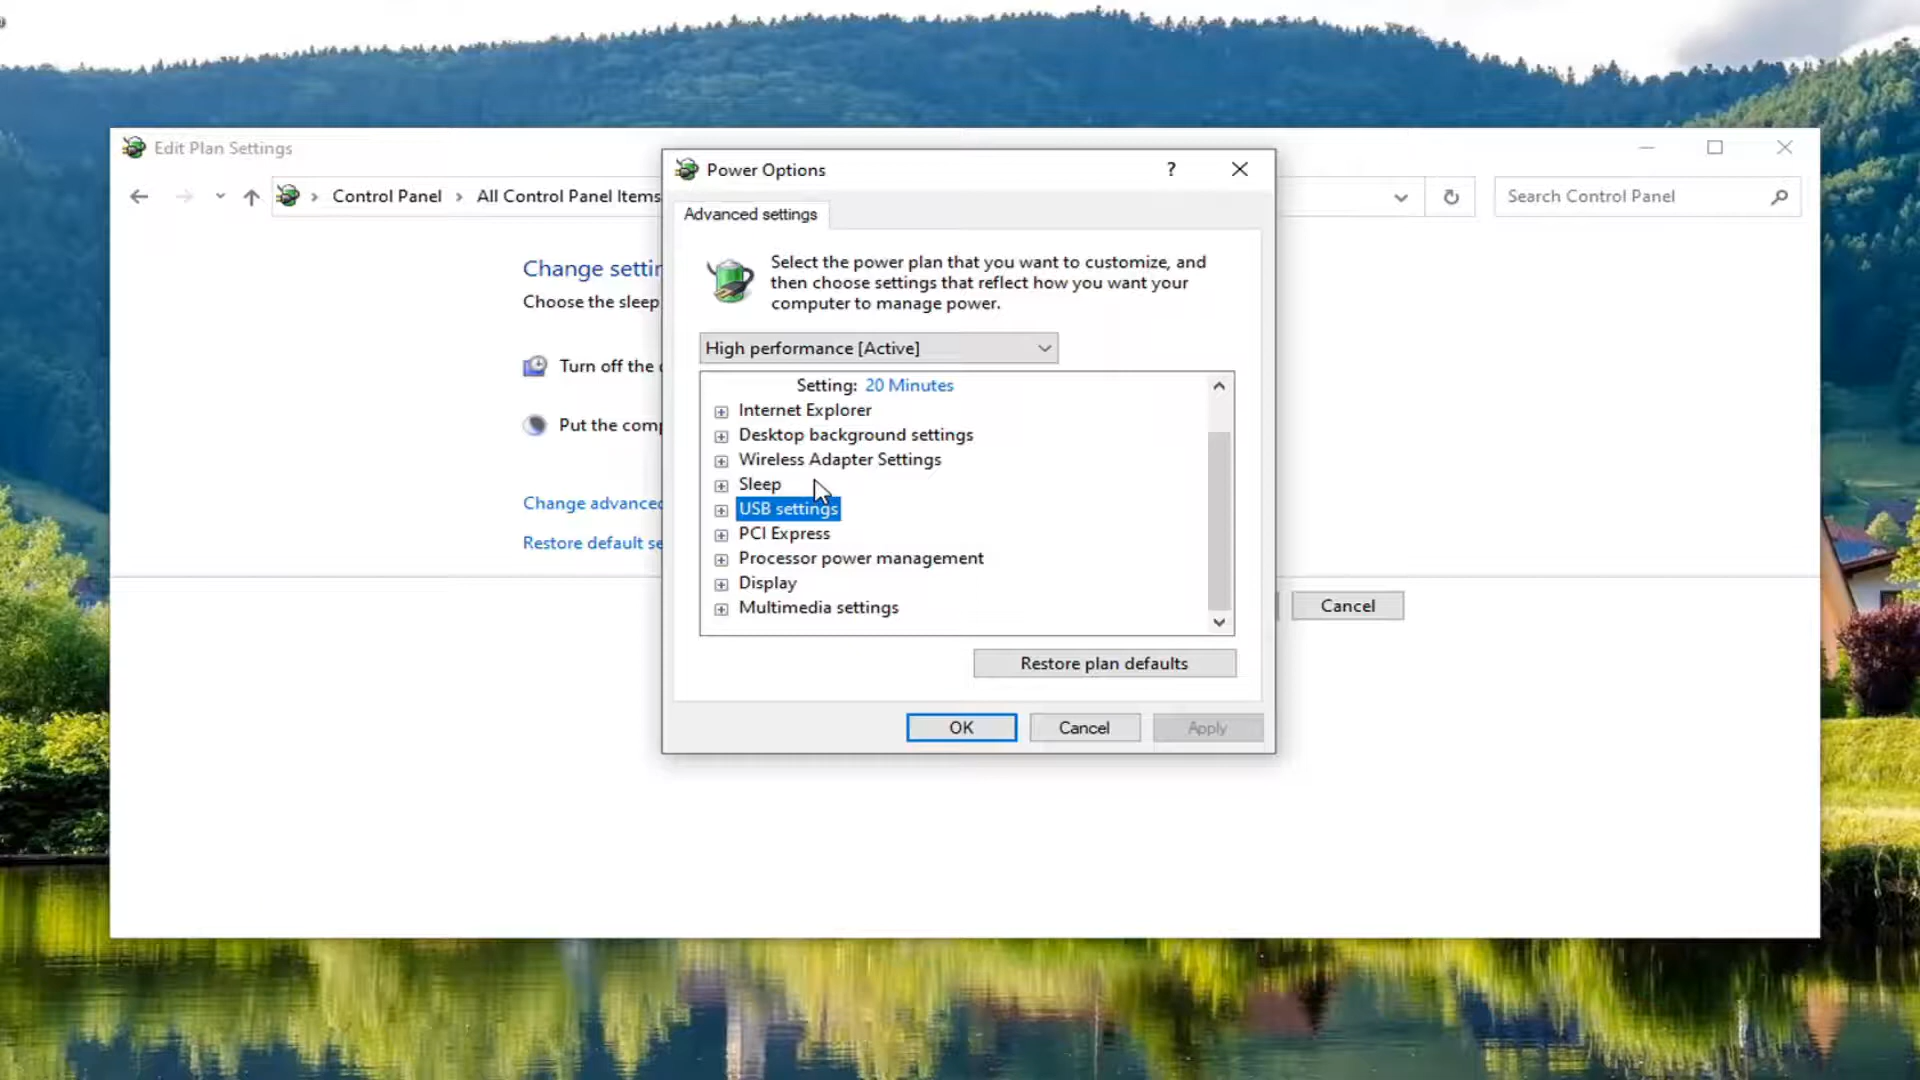 Edit Plan Settings
Control Panel
All Control Panel Items
Search Control Panel
Change settin
Choose the sleep
Turn off the
Put the comp
Change advanced
Restore default se
Cancel
Power Options
?
Advanced settings
Select the power plan that you want to customize, and
then choose settings that reflect how you want your
computer to manage power.
High performance [Active]
Setting: 20 Minutes
Internet Explorer
Desktop background settings
Wireless Adapter Settings
Sleep
USB settings
PCI Express
Processor power management
Display
Multimedia settings
Restore plan defaults
OK
Cancel
Apply